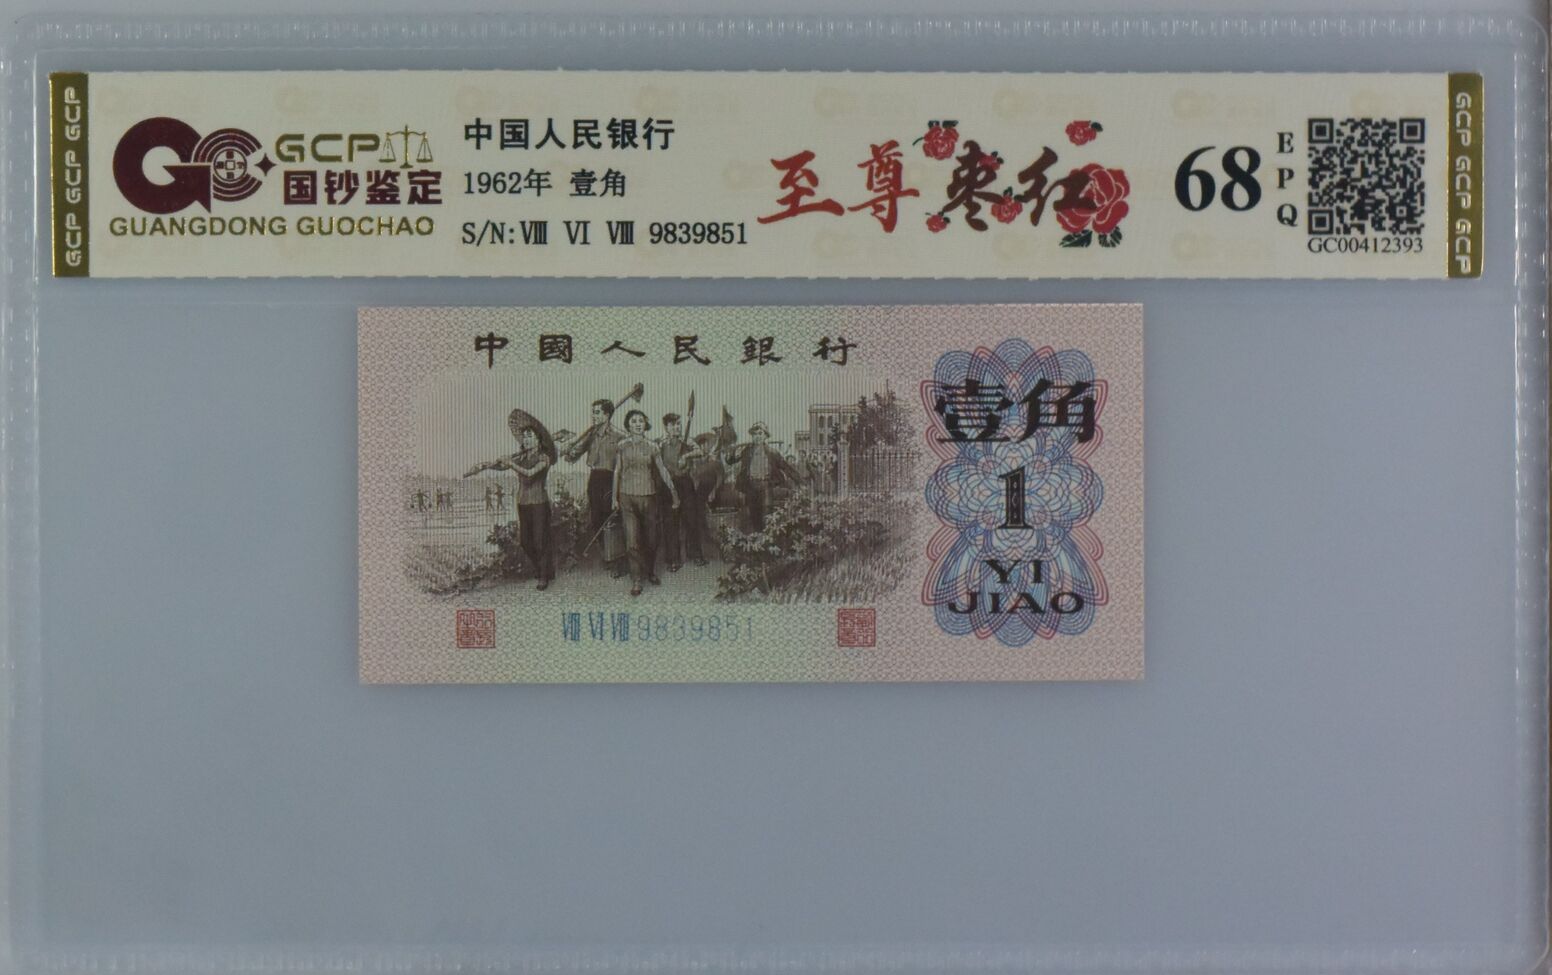 GCP GCP GCP
GCP
国钞鉴定
GUANGDONG GUOCHAO
中国人民银行
1962年 壹角
S/N:Ⅷ Ⅵ Ⅷ 9839851
至尊枣红
68
EPQ
GC00412393
GCP GCP GCP
中國人民銀行
壹角
1
YI
JIAO
Ⅷ Ⅵ Ⅷ 9839851